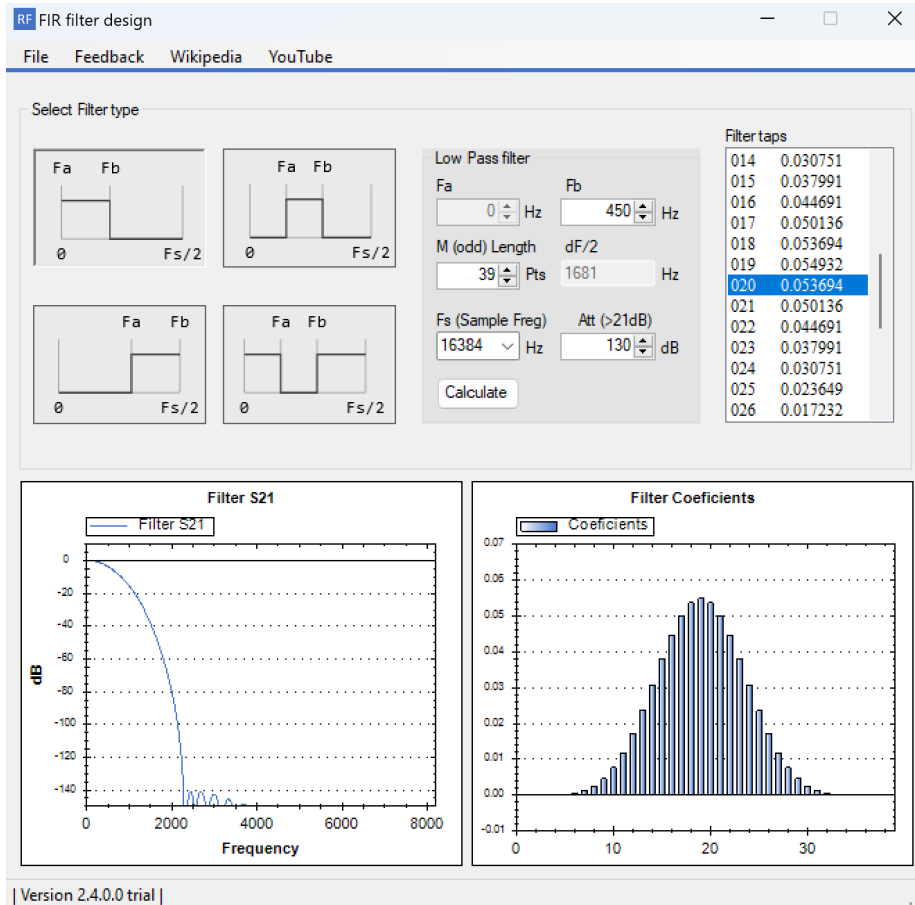 RF FIR filter design
File Feedback Wikipedia YouTube
Select Filter type
Fa Fb
0 Fs/2
Fa Fb
0 Fs/2
Fa Fb
0 Fs/2
Fa Fb
0 Fs/2
Low Pass filter
Fa Fb
0 Hz 450 Hz
M (odd) Length dF/2
39 Pts 1681 Hz
Fs (Sample Freq) Att (>21dB)
16384 Hz 130 dB
Calculate
Filter taps
014 0.030751
015 0.037991
016 0.044691
017 0.050136
018 0.053694
019 0.054932
020 0.053694
021 0.050136
022 0.044691
023 0.037991
024 0.030751
025 0.023649
026 0.017232
Filter S21
Filter S21
0
-20
-40
-60
-80
-100
-120
-140
dB
0 2000 4000 6000 8000
Frequency
Filter Coeficients
Coeficients
0.07
0.06
0.05
0.04
0.03
0.02
0.01
0.00
-0.01
0 10 20 30
| Version 2.4.0.0 trial |